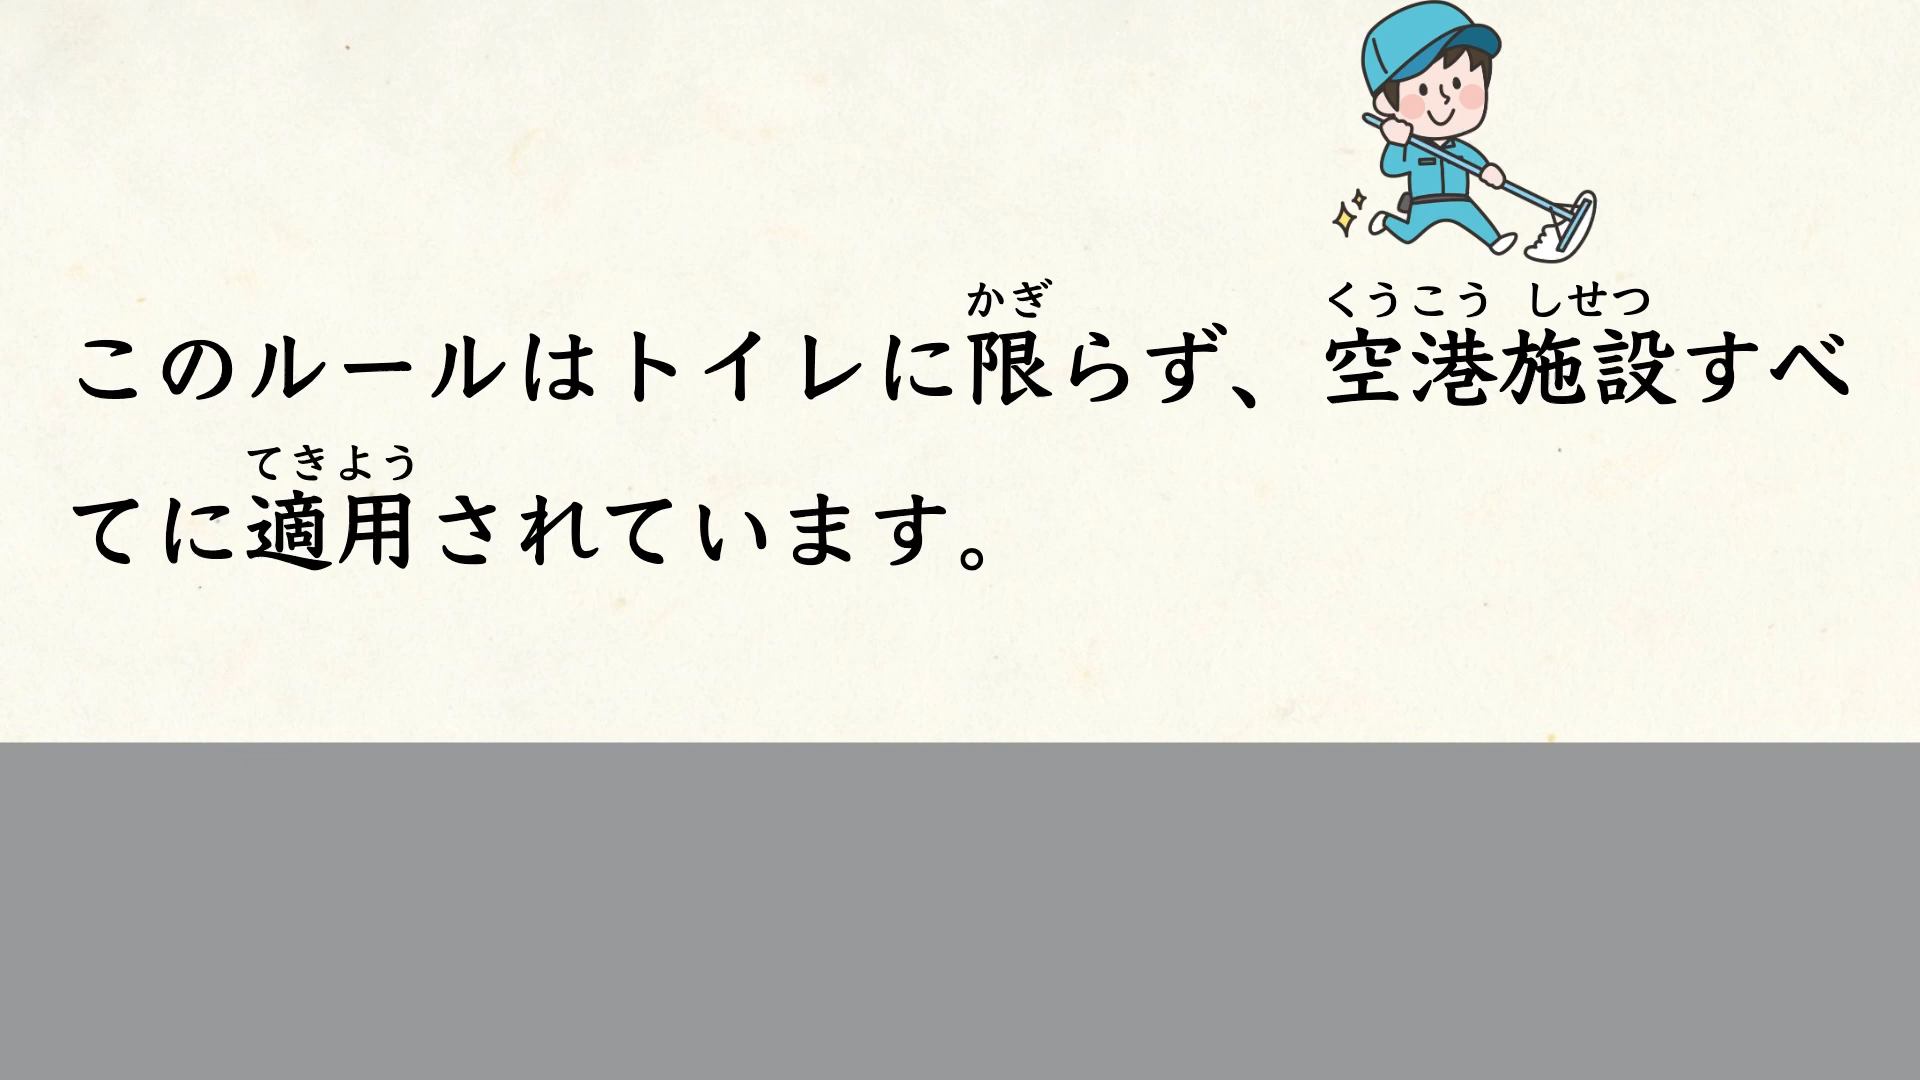 かぎ くうこう しせつ
このルールはトイレに限らず、空港施設すべ
てきよう
てに適用されています。